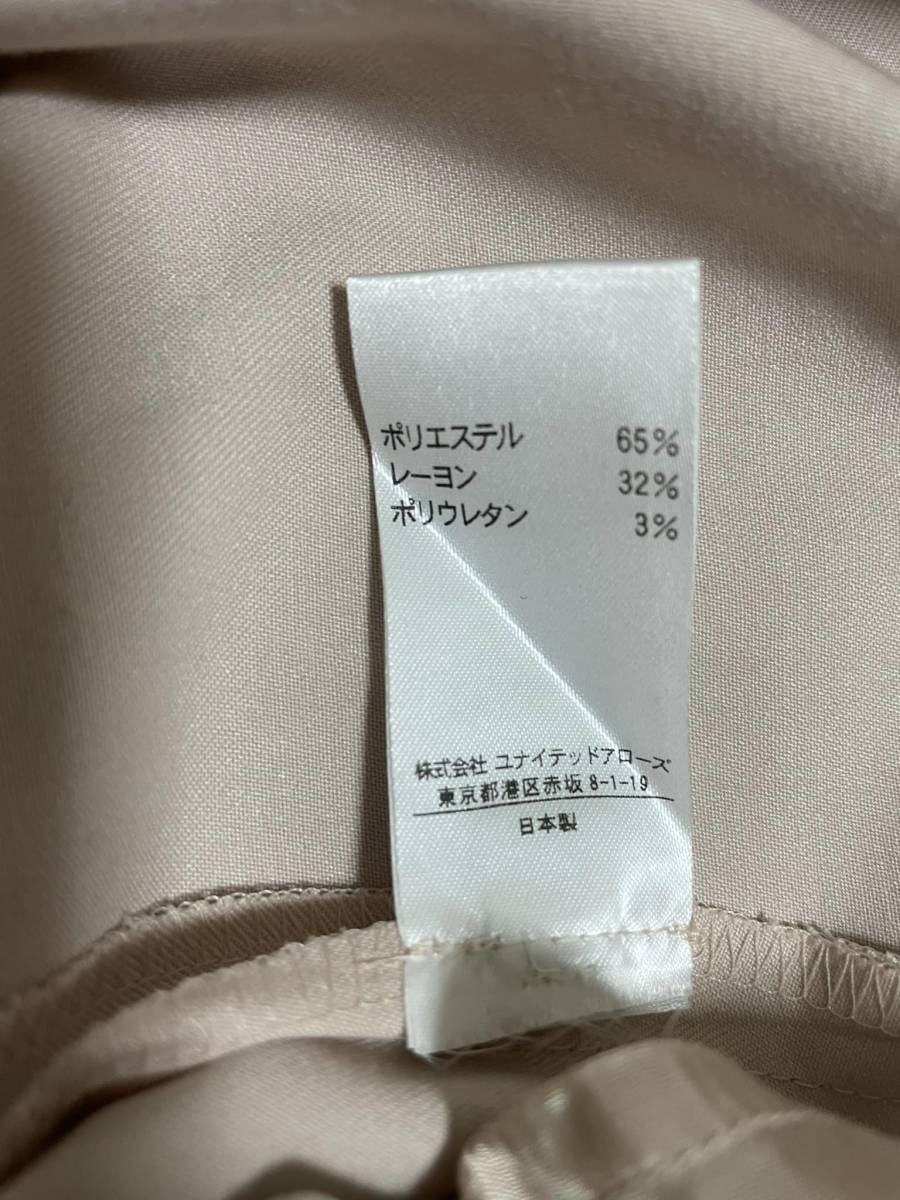 ポリエステル 65%
レーヨン 32%
ポリウレタン 3%
株式会社 ユナイテッドアローズ
東京都港区赤坂 8-1-19
日本製